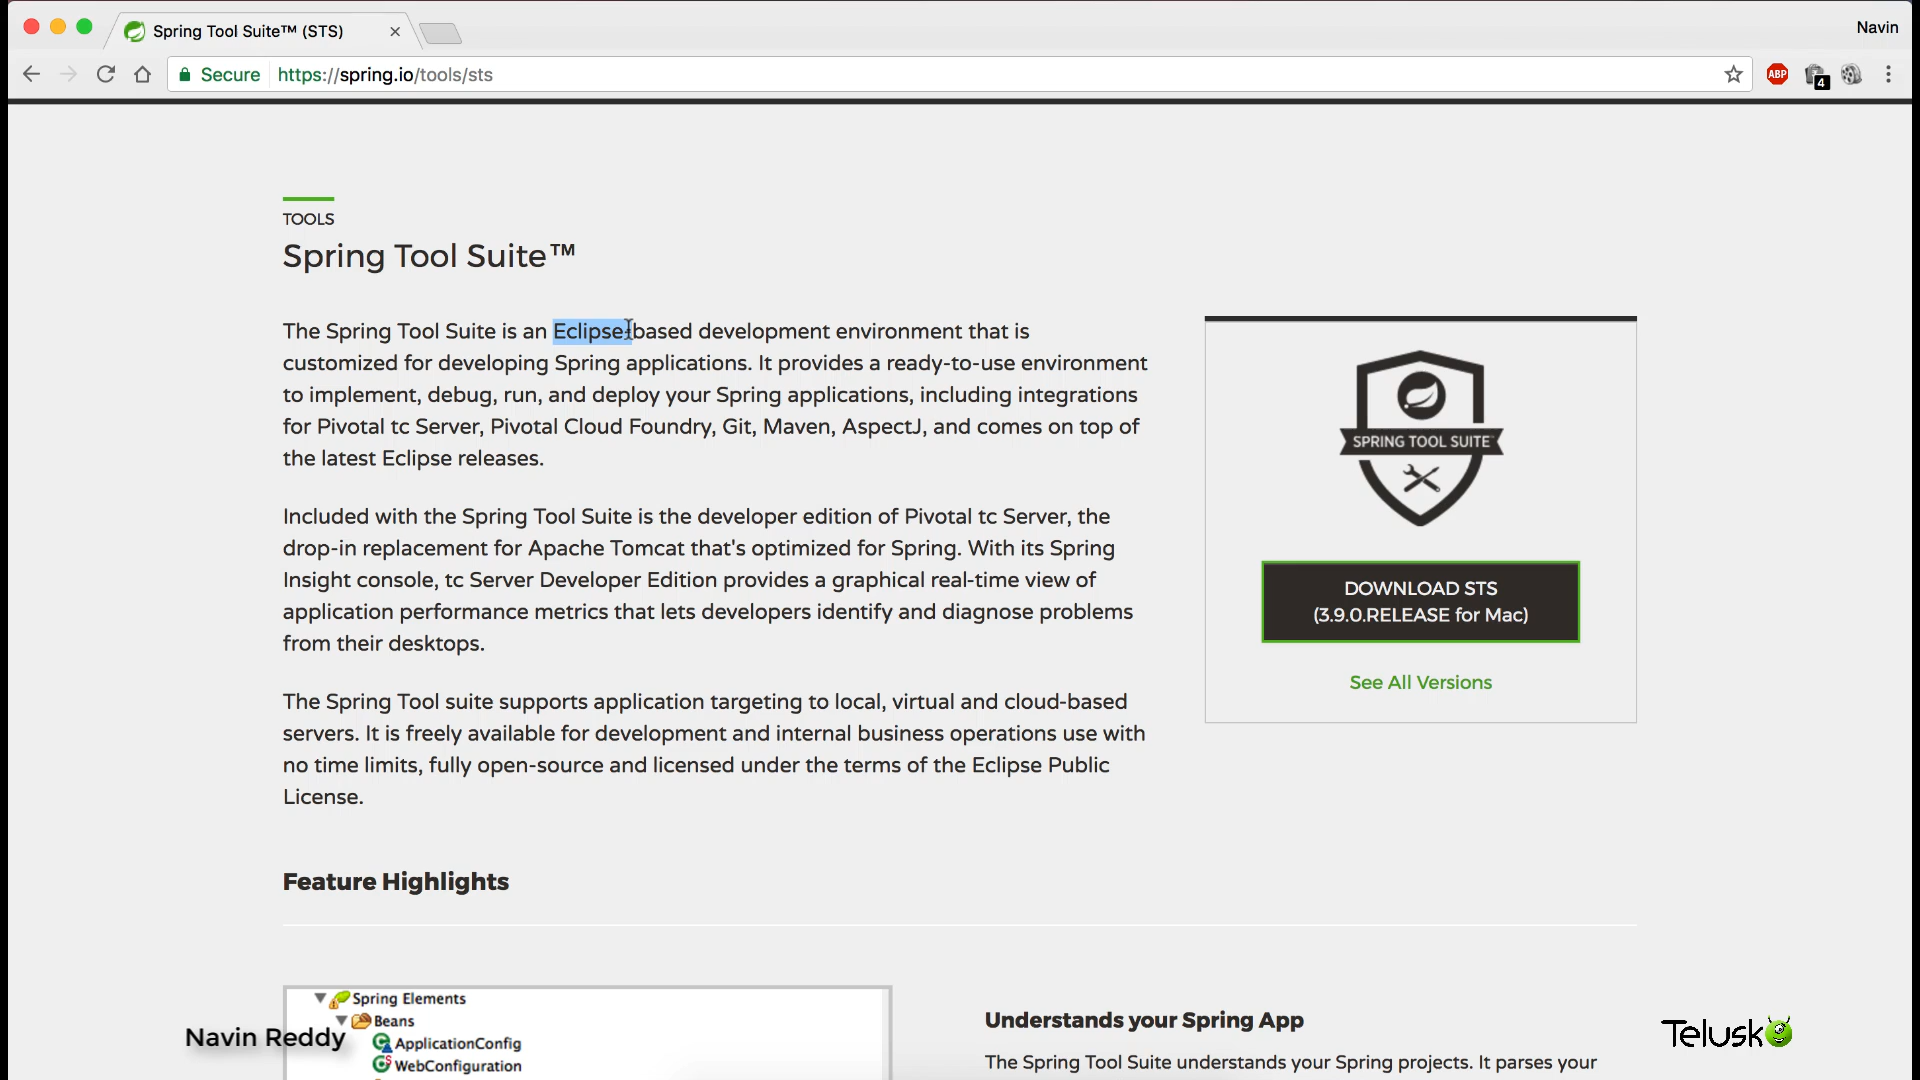 Spring Tool Suite™ (STS)
Navin
Secure
https://spring.io/tools/sts
ABP
4
TOOLS
Spring Tool Suite™
The Spring Tool Suite is an Eclipse-based development environment that is
customized for developing Spring applications. It provides a ready-to-use environment
to implement, debug, run, and deploy your Spring applications, including integrations
for Pivotal tc Server, Pivotal Cloud Foundry, Git, Maven, AspectJ, and comes on top of
the latest Eclipse releases.
Included with the Spring Tool Suite is the developer edition of Pivotal tc Server, the
drop-in replacement for Apache Tomcat that's optimized for Spring. With its Spring
Insight console, tc Server Developer Edition provides a graphical real-time view of
application performance metrics that lets developers identify and diagnose problems
from their desktops.
The Spring Tool suite supports application targeting to local, virtual and cloud-based
servers. It is freely available for development and internal business operations use with
no time limits, fully open-source and licensed under the terms of the Eclipse Public
License.
SPRING TOOL SUITE™
DOWNLOAD STS
(3.9.0.RELEASE for Mac)
See All Versions
Feature Highlights
Spring Elements
Beans
ApplicationConfig
WebConfiguration
Understands your Spring App
The Spring Tool Suite understands your Spring projects. It parses your
Navin Reddy
Telusko